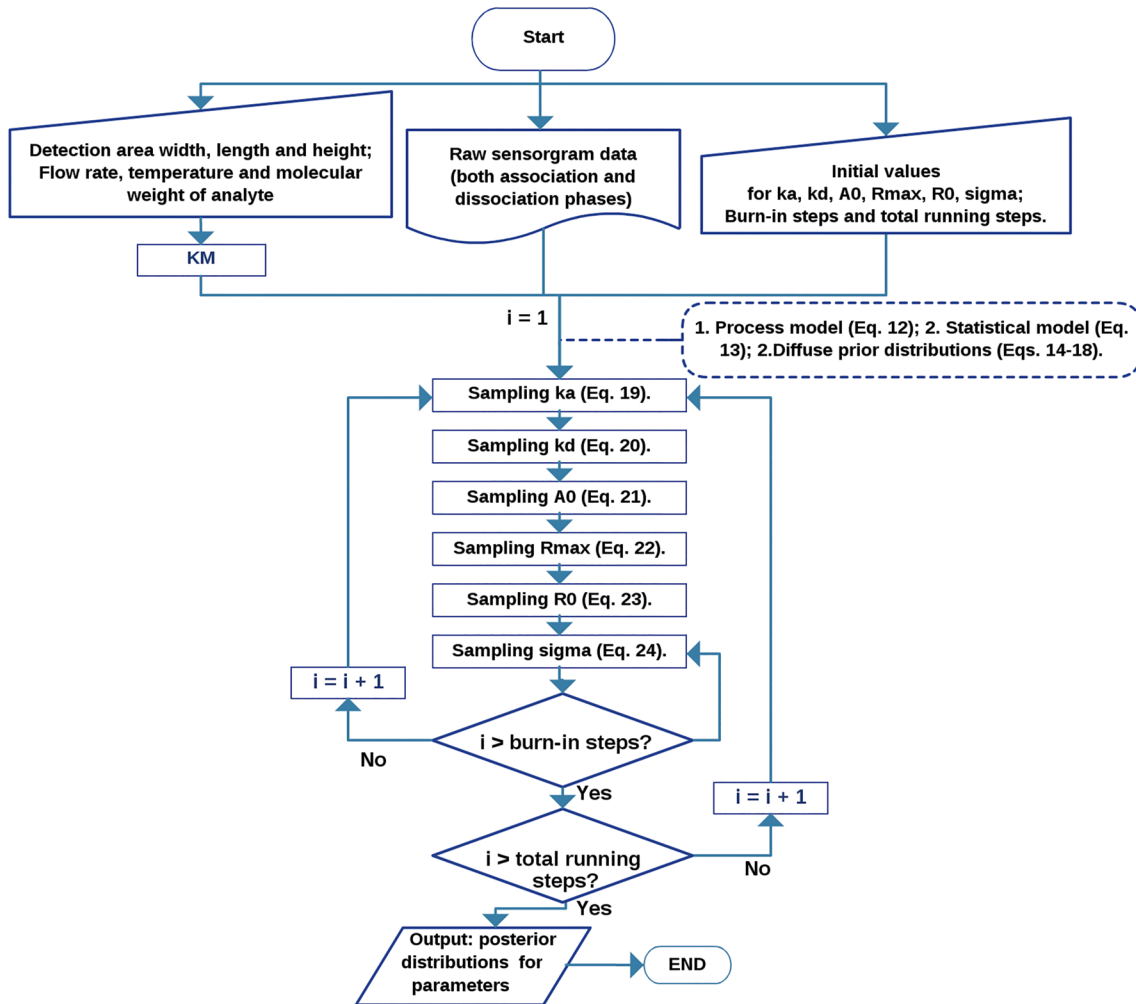 Start
Detection area width, length and height;
Flow rate, temperature and molecular
weight of analyte
Raw sensorgram data
(both association and
dissociation phases)
Initial values
for ka, kd, A0, Rmax, R0, sigma;
Burn-in steps and total running steps.
KM
i = 1
1. Process model (Eq. 12); 2. Statistical model (Eq.
13); 2.Diffuse prior distributions (Eqs. 14-18).
Sampling ka (Eq. 19).
Sampling kd (Eq. 20).
Sampling A0 (Eq. 21).
Sampling Rmax (Eq. 22).
Sampling R0 (Eq. 23).
Sampling sigma (Eq. 24).
i = i + 1
i > burn-in steps?
No
Yes
i = i + 1
i > total running
steps?
No
Yes
Output: posterior
distributions for
parameters
END